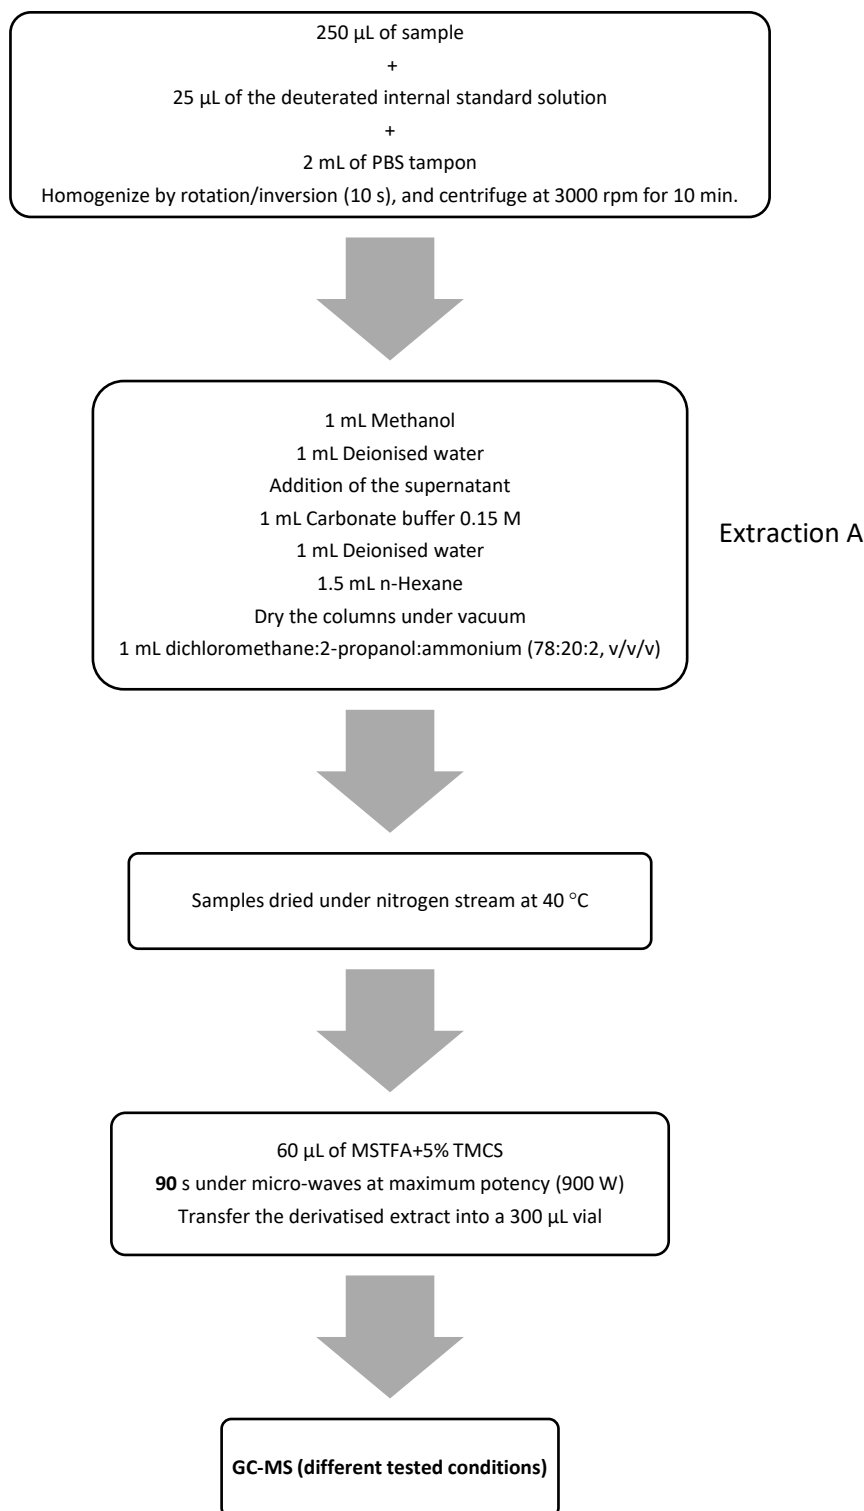 250 µL of sample
+
25 µL of the deuterated internal standard solution
+
2 mL of PBS tampon
Homogenize by rotation/inversion (10 s), and centrifuge at 3000 rpm for 10 min.
1 mL Methanol
1 mL Deionised water
Addition of the supernatant
1 mL Carbonate buffer 0.15 M
1 mL Deionised water
1.5 mL n-Hexane
Dry the columns under vacuum
1 mL dichloromethane:2-propanol:ammonium (78:20:2, v/v/v)
Extraction A
Samples dried under nitrogen stream at 40 °C
60 µL of MSTFA+5% TMCS
90 s under micro-waves at maximum potency (900 W)
Transfer the derivatised extract into a 300 µL vial
GC-MS (different tested conditions)